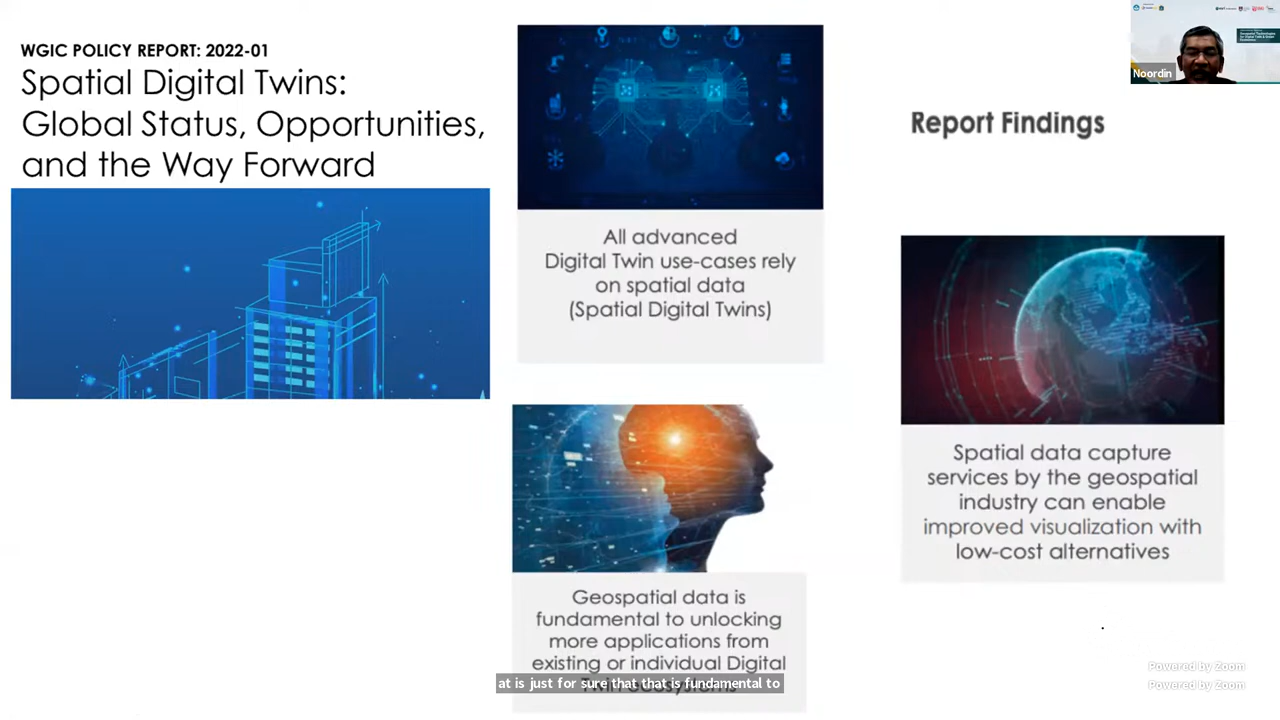 WGIC POLICY REPORT: 2022-01
Spatial Digital Twins:
Global Status, Opportunities,
and the Way Forward
All advanced
Digital Twin use-cases rely
on spatial data
(Spatial Digital Twins)
Geospatial data is
fundamental to unlocking
more applications from
existing or individual Digital
at is just for sure that that is fundamental to
Report Findings
Spatial data capture
services by the geospatial
industry can enable
improved visualization with
low-cost alternatives
Noordin
Powered by Zoom
Powered by Zoom